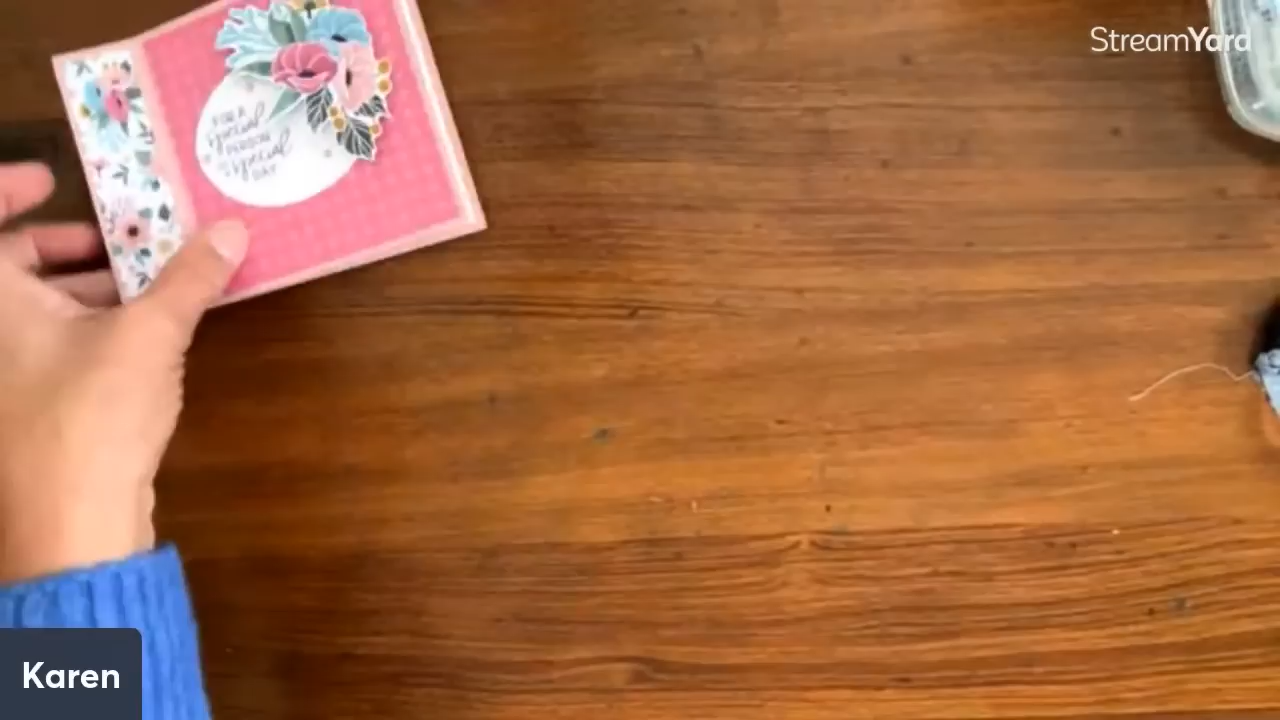 StreamYard
FOR A
special
PERSON
special
DAY
Karen